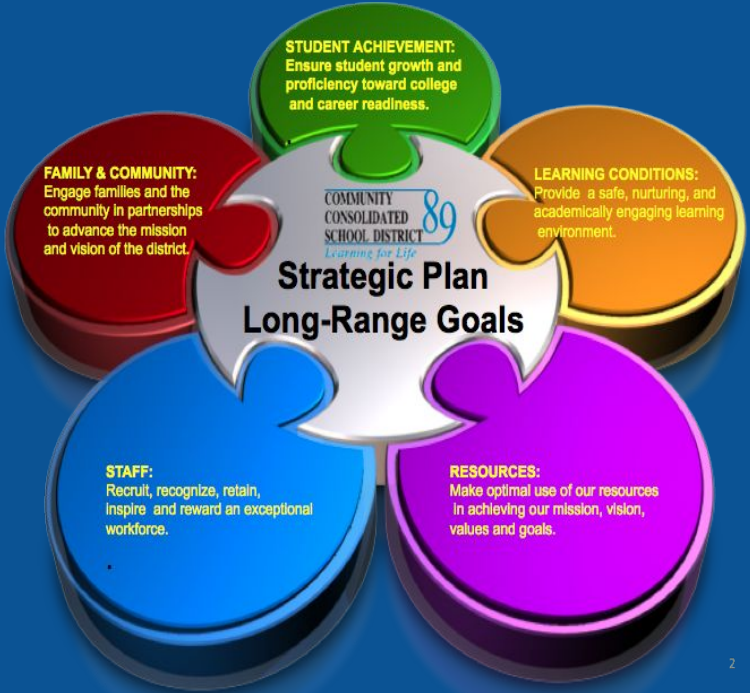 STUDENT ACHIEVEMENT:
Ensure student growth and
proficiency toward college
and career readiness.
FAMILY & COMMUNITY:
Engage families and the
community in partnerships
to advance the mission
and vision of the district.
LEARNING CONDITIONS:
Provide a safe, nurturing, and
academically engaging learning
environment.
COMMUNITY
CONSOLIDATED
SCHOOL DISTRICT
89
Learning for Life
Strategic Plan
Long-Range Goals
STAFF:
Recruit, recognize, retain,
inspire and reward an exceptional
workforce.
.
RESOURCES:
Make optimal use of our resources
in achieving our mission, vision,
values and goals.
2